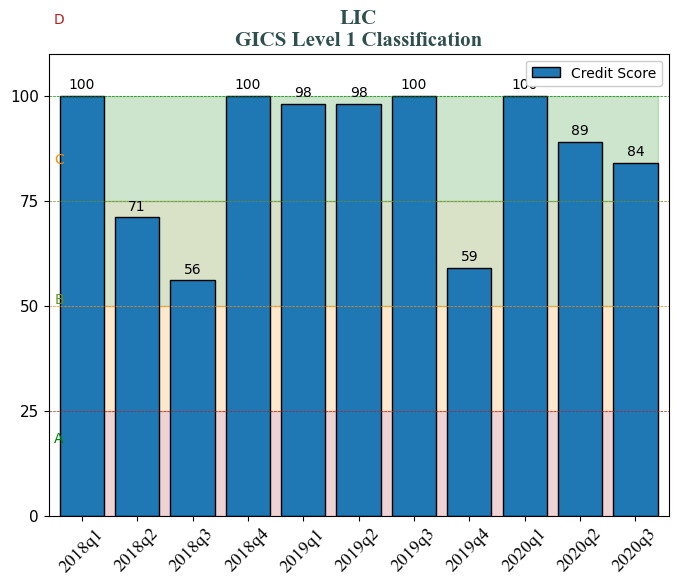 D
LIC
GICS Level 1 Classification
Credit Score
100
75
50
25
0
C
B
A
100
71
56
100
98
98
100
59
100
89
84
2018q1
2018q2
2018q3
2018q4
2019q1
2019q2
2019q3
2019q4
2020q1
2020q2
2020q3